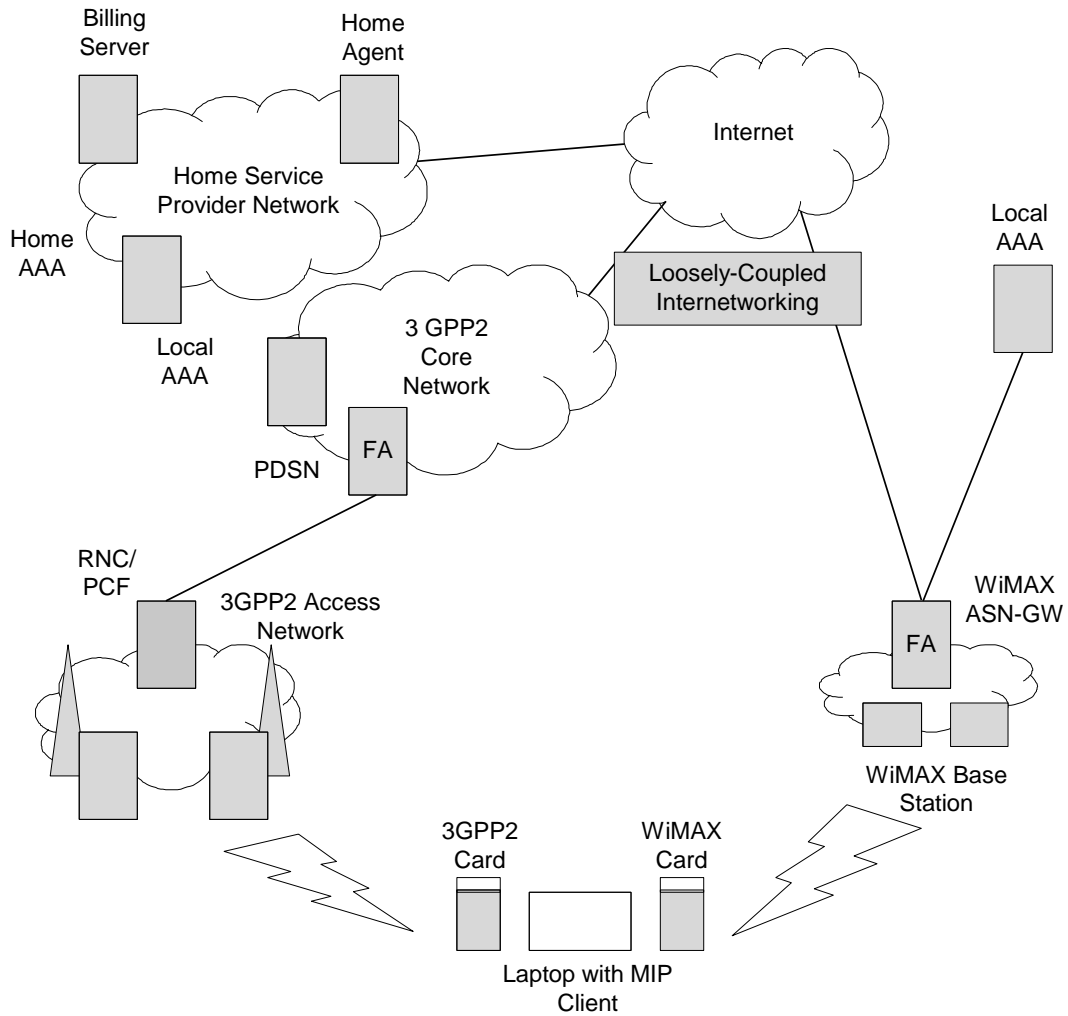 Billing
Server
Home
Agent
Internet
Home Service
Provider Network
Local
AAA
Home
AAA
Loosely-Coupled
Internetworking
3 GPP2
Core
Network
Local
AAA
FA
PDSN
RNC/
PCF
3GPP2 Access
Network
WiMAX
ASN-GW
FA
WiMAX Base
Station
3GPP2
Card
WiMAX
Card
Laptop with MIP
Client